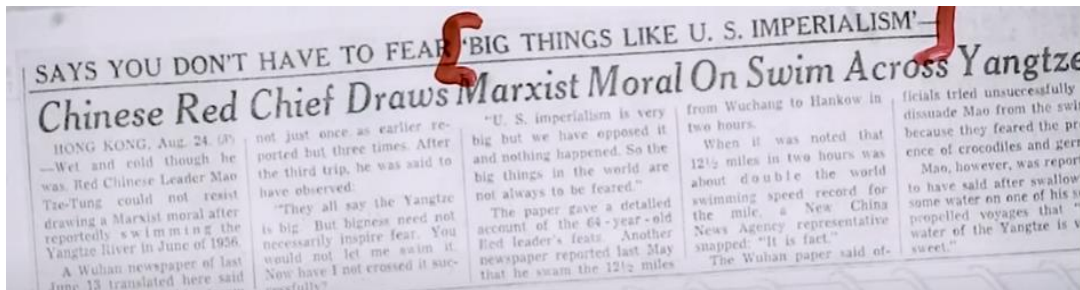 SAYS YOU DON'T HAVE TO FEAR 'BIG THINGS LIKE U. S. IMPERIALISM'—
Chinese Red Chief Draws Marxist Moral On Swim Across Yangtze
HONG KONG, Aug. 24. (P)
—Wet and cold though he
was, Red Chinese Leader Mao
Tze-Tung could not resist
drawing a Marxist moral after
reportedly swimming the
Yangtze River in June of 1956.
A Wuhan newspaper of last
June 13 translated here said
not just once as earlier re-
ported but three times. After
the third trip, he was said to
have observed:
"They all say the Yangtze
is big. But bigness need not
necessarily inspire fear. You
would not let me swim it.
Now have I not crossed it suc-
cessfully?
"U. S. imperialism is very
big but we have opposed it
and nothing happened. So the
big things in the world are
not always to be feared."
The paper gave a detailed
account of the 64-year-old
Red leader's feats. Another
newspaper reported last May
that he swam the 12½ miles
from Wuchang to Hankow in
two hours.
When it was noted that
12½ miles in two hours was
about double the world
swimming speed record for
the mile, a New China
News Agency representative
snapped: "It is fact."
The Wuhan paper said of-
ficials tried unsuccessfully
dissuade Mao from the swi
because they feared the pr
ence of crocodiles and ger
Mao, however, was repor
to have said after swallow
some water on one of his s
propelled voyages that
water of the Yangtze is v
sweet."